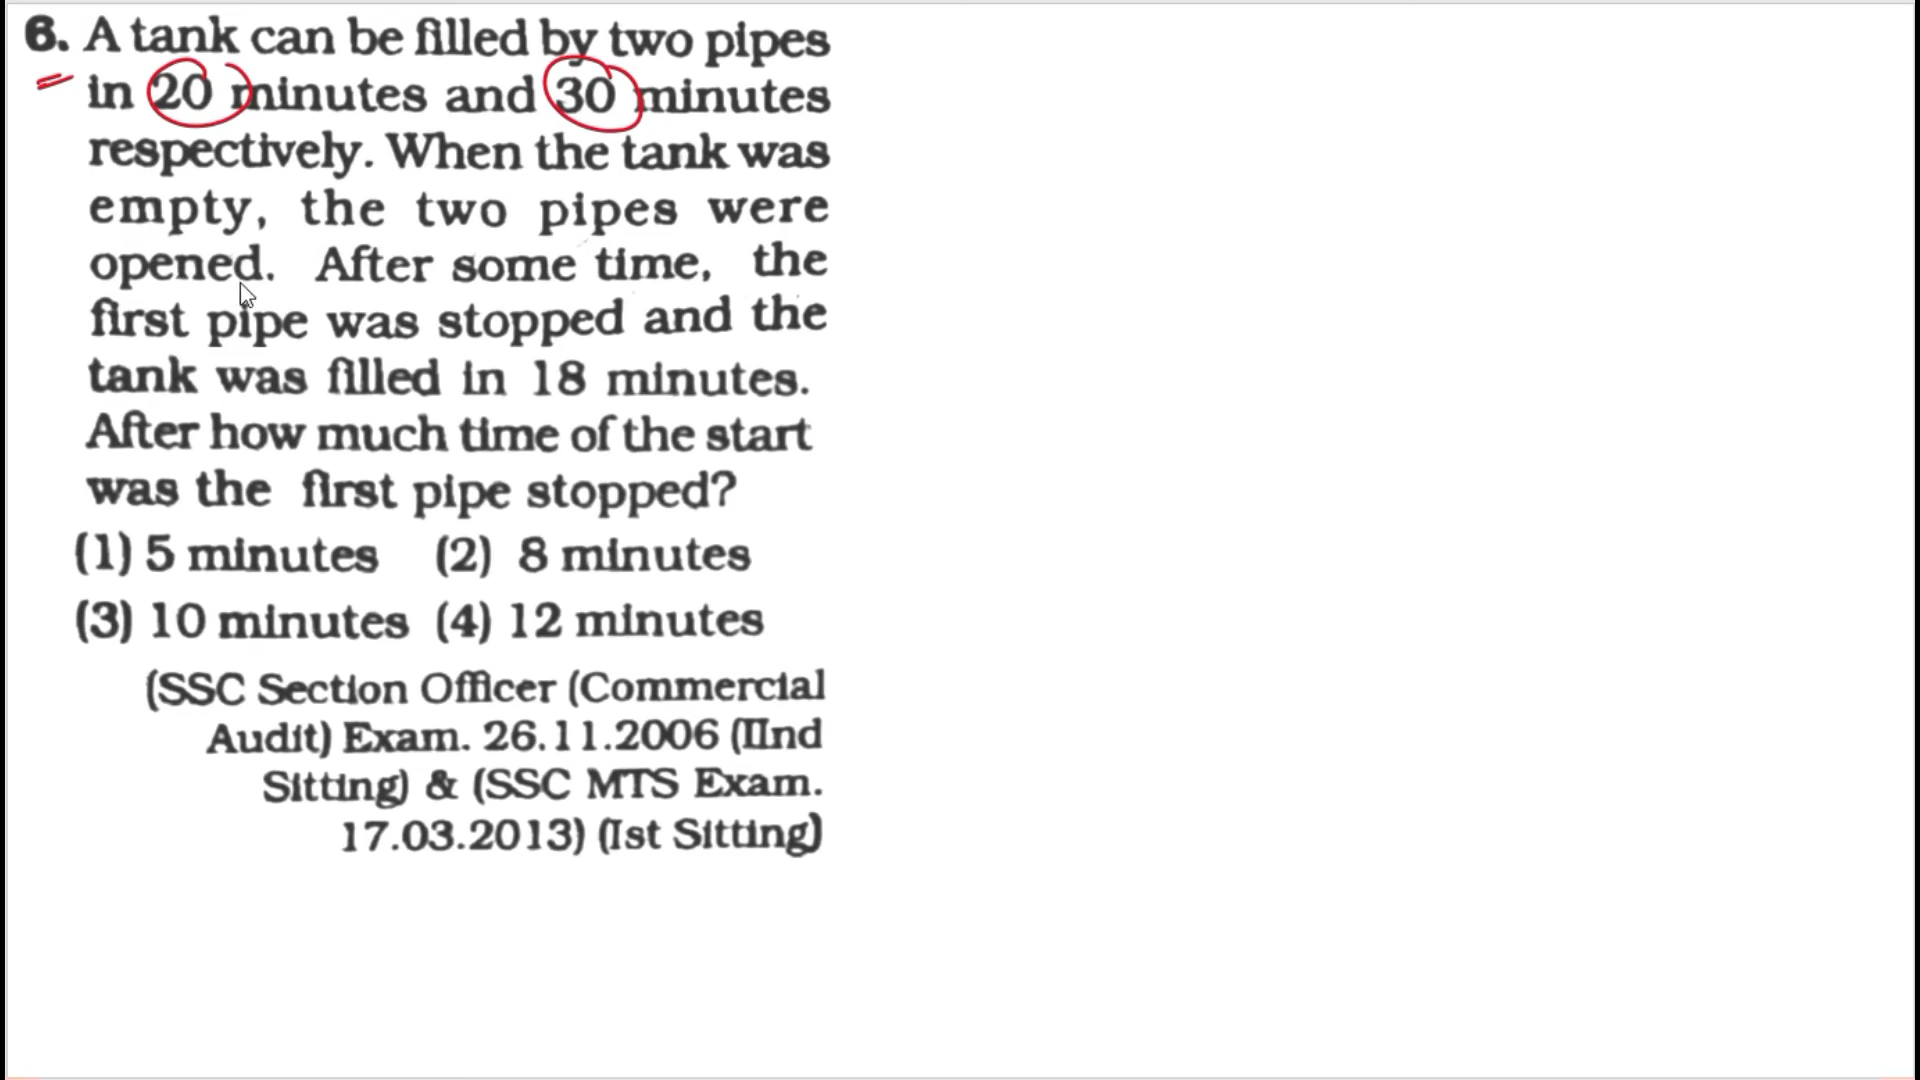 6. A tank can be filled by two pipes
in 20 minutes and 30 minutes
respectively. When the tank was
empty, the two pipes were
opened. After some time, the
first pipe was stopped and the
tank was filled in 18 minutes.
After how much time of the start
was the first pipe stopped?
(1) 5 minutes (2) 8 minutes
(3) 10 minutes (4) 12 minutes
(SSC Section Officer (Commercial
Audit) Exam. 26.11.2006 (IInd
Sitting) & (SSC MTS Exam.
17.03.2013) (Ist Sitting)